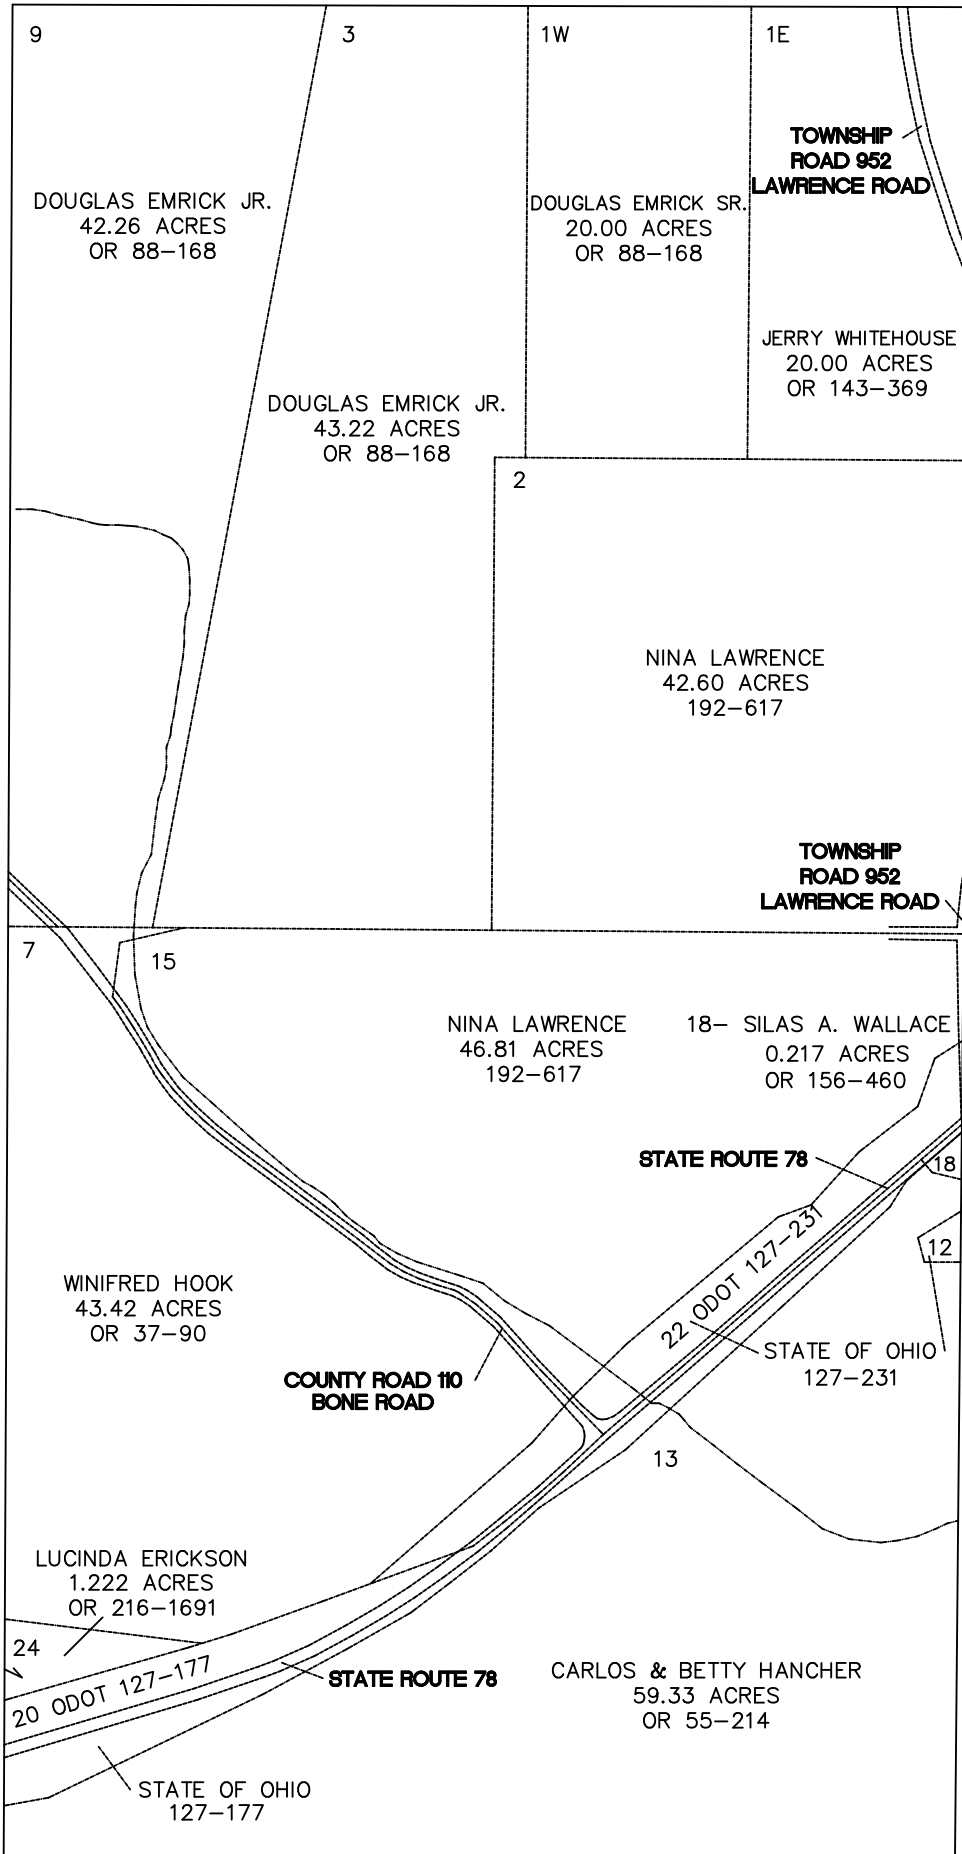 9
3
1W
1E
TOWNSHIP
ROAD 952
LAWRENCE ROAD
DOUGLAS EMRICK JR.
42.26 ACRES
OR 88–168
DOUGLAS EMRICK SR.
20.00 ACRES
OR 88–168
JERRY WHITEHOUSE
20.00 ACRES
OR 143–369
DOUGLAS EMRICK JR.
43.22 ACRES
OR 88–168
2
NINA LAWRENCE
42.60 ACRES
192–617
TOWNSHIP
ROAD 952
LAWRENCE ROAD
7
15
NINA LAWRENCE
46.81 ACRES
192–617
18– SILAS A. WALLACE
0.217 ACRES
OR 156–460
STATE ROUTE 78
18
12
22 ODOT 127–231
WINIFRED HOOK
43.42 ACRES
OR 37–90
STATE OF OHIO
127–231
COUNTY ROAD 110
BONE ROAD
13
LUCINDA ERICKSON
1.222 ACRES
OR 216–1691
24
20 ODOT 127–177
STATE ROUTE 78
CARLOS & BETTY HANCHER
59.33 ACRES
OR 55–214
STATE OF OHIO
127–177